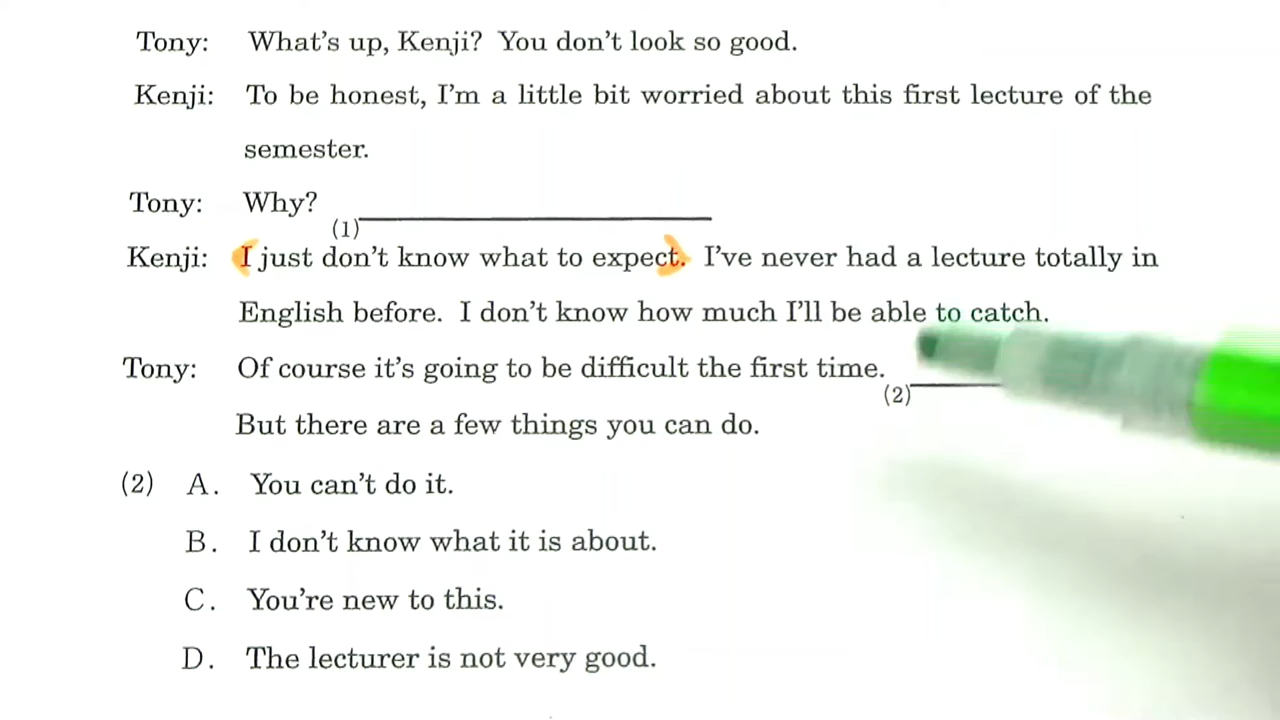 Tony: What's up, Kenji? You don't look so good.
Kenji: To be honest, I'm a little bit worried about this first lecture of the
semester.
Tony: Why? (1)
Kenji: I just don't know what to expect. I've never had a lecture totally in
English before. I don't know how much I'll be able to catch.
Tony: Of course it's going to be difficult the first time. (2)
But there are a few things you can do.
(2) A. You can't do it.
B. I don't know what it is about.
C. You're new to this.
D. The lecturer is not very good.